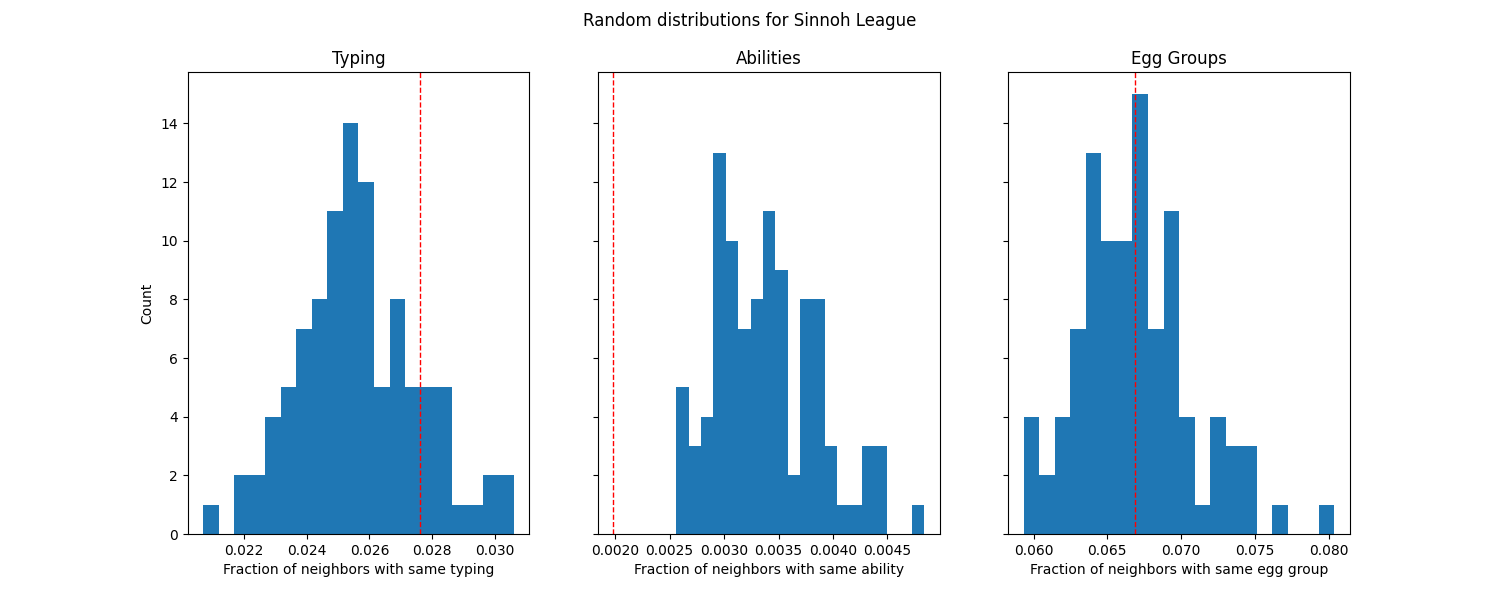 Random distributions for Sinnoh League
Typing
Abilities
Egg Groups
Count
14
12
10
8
6
4
2
0
0.022 0.024 0.026 0.028 0.030
0.0020 0.0025 0.0030 0.0035 0.0040 0.0045
0.060 0.065 0.070 0.075 0.080
Fraction of neighbors with same typing
Fraction of neighbors with same ability
Fraction of neighbors with same egg group